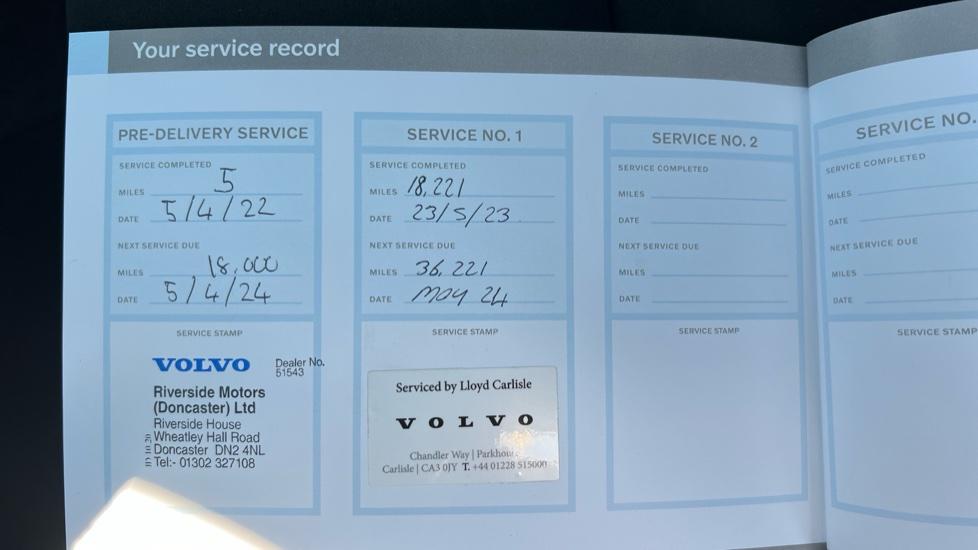 Your service record
PRE-DELIVERY SERVICE
SERVICE COMPLETED
MILES 5
DATE 5/4/22
NEXT SERVICE DUE
MILES 18,000
DATE 5/4/24
SERVICE STAMP
VOLVO Dealer No.
51543
Riverside Motors
(Doncaster) Ltd
Riverside House
Wheatley Hall Road
Doncaster DN2 4NL
Tel:- 01302 327108
SERVICE NO. 1
SERVICE COMPLETED
MILES 18,221
DATE 23/5/23
NEXT SERVICE DUE
MILES 36,221
DATE MAY 24
SERVICE STAMP
Serviced by Lloyd Carlisle
VOLVO
Chandler Way |
Carlisle | CA3 0JY T. +44 01228 515000
SERVICE NO. 2
SERVICE COMPLETED
MILES
DATE
NEXT SERVICE DUE
MILES
DATE
SERVICE STAMP
SERVICE NO.
SERVICE COMPLETED
MILES
DATE
NEXT SERVICE DUE
MILES
DATE
SERVICE STAMP